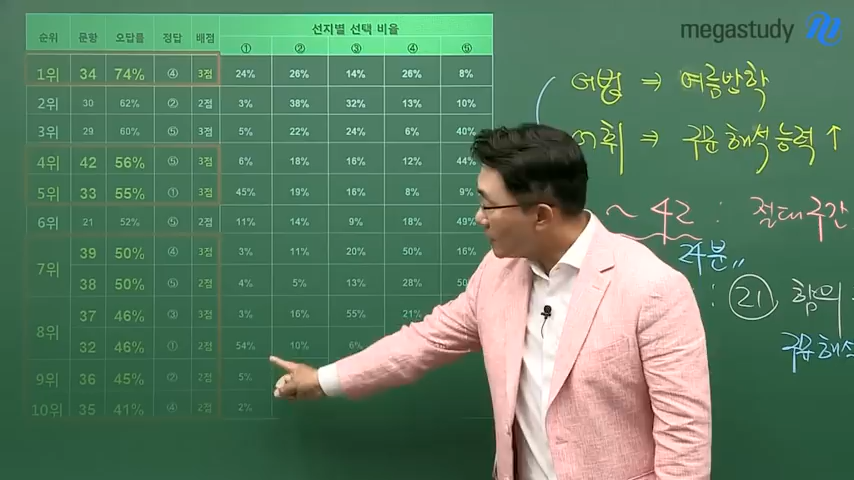 megastudy
순위 문항 오답률 정답 배점 선지별 선택 비율
① ② ③ ④ ⑤
1위 34 74% ④ 3점 24% 26% 14% 26% 8%
2위 30 62% ② 2점 3% 38% 32% 13% 10%
3위 29 60% ⑤ 3점 5% 22% 24% 6% 40%
4위 42 56% ⑤ 3점 6% 18% 16% 12% 44%
5위 33 55% ① 3점 45% 19% 16% 8% 9%
6위 21 52% ⑤ 2점 11% 14% 9% 18% 49%
7위 39 50% ④ 3점 3% 11% 20% 50% 16%
38 50% ⑤ 2점 4% 5% 13% 28%
8위 37 46% ③ 3점 3% 16% 55% 21%
32 46% ① 2점 54% 10% 6%
9위 36 45% ② 2점 5%
10위 35 41% ④ 2점 2%
어법 ⇒ 여름방학
어휘 ⇒ 구문해석능력 ↑
~ 42 : 절대구간
24분
: ㉑ 함의
구문해석